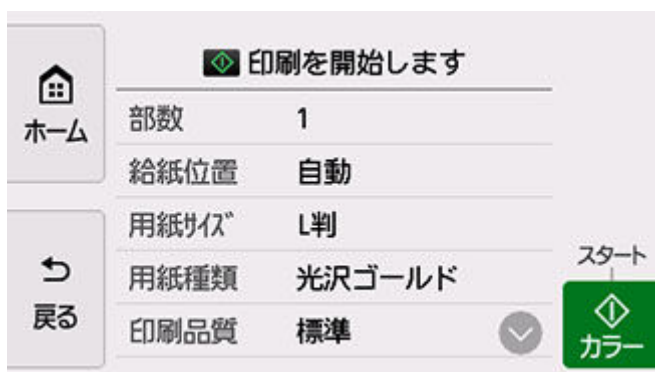 印刷を開始します
ホーム
部数 1
給紙位置 自動
用紙サイズ L判
用紙種類 光沢ゴールド
印刷品質 標準
戻る
スタート
カラー